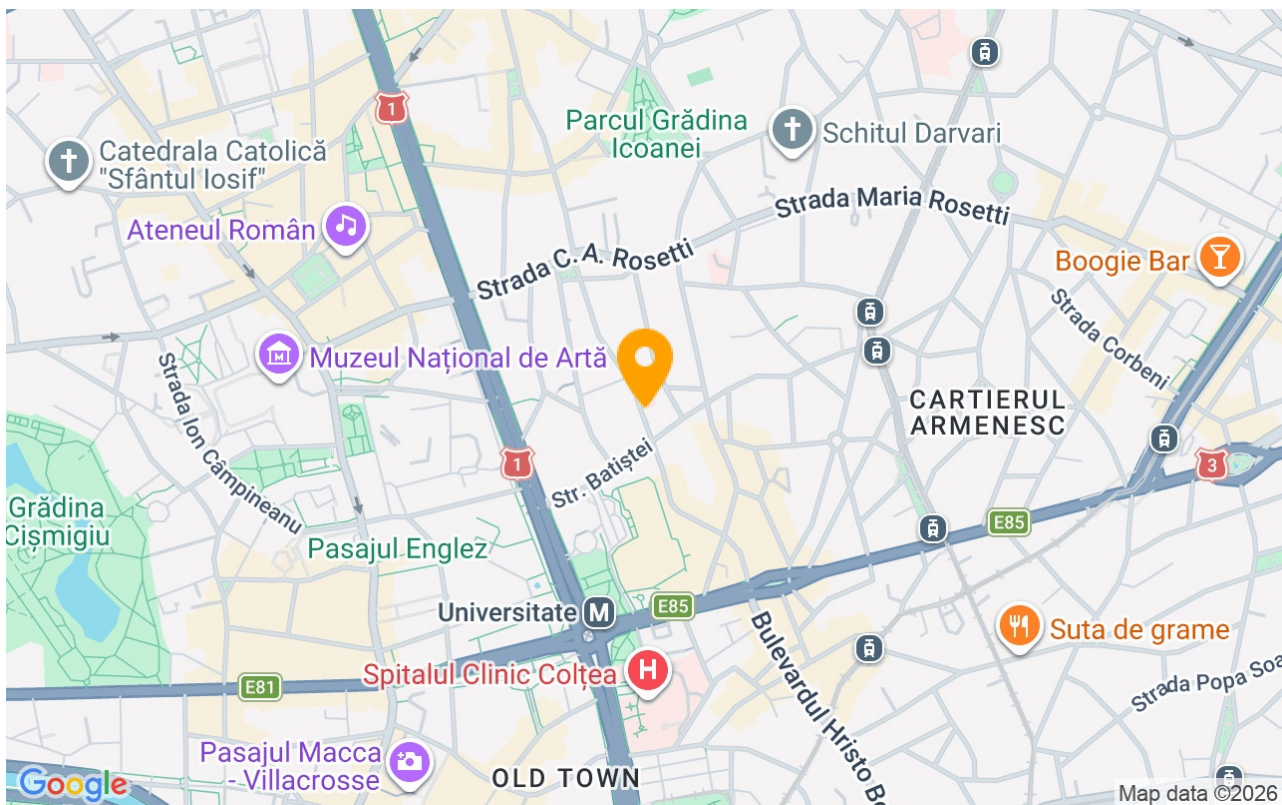 1
Parcul Grădina
Icoanei
Schitul Darvari
Catedrala Catolică
"Sfântul Iosif"
Strada Maria Rosetti
Ateneul Român
Strada C. A. Rosetti
Boogie Bar
Muzeul Național de Artă
Strada Corbeni
Strada Ion Câmpineanu
CARTIERUL
ARMENESC
1
3
Str. Batiștei
Grădina
Cișmigiu
E85
Pasajul Englez
Universitate M
E85
Suta de grame
Bulevardul Hristo Bo
Spitalul Clinic Colțea H
E81
Strada Popa Soa
Pasajul Macca
- Villacrosse
OLD TOWN
Google
Map data ©2026